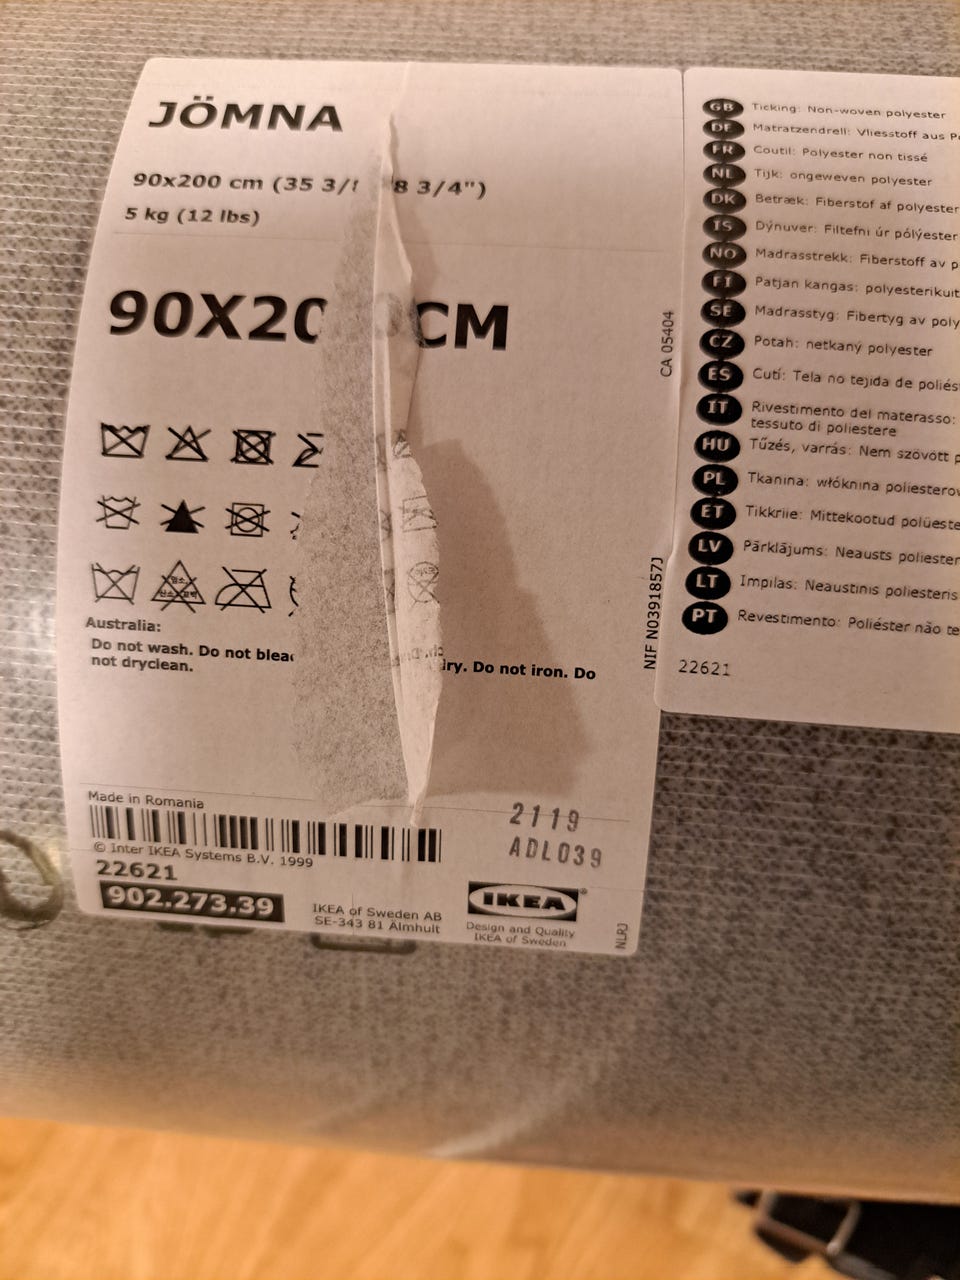 JÖMNA
90x200 cm (35 3/ 8 3/4")
5 kg (12 lbs)
90X20 CM
Australia:
Do not wash. Do not blea ry. Do not iron. Do
not dryclean.
Made in Romania
© Inter IKEA Systems B.V. 1999
22621
902.273.39
IKEA of Sweden AB
SE-343 81 Älmhult
2119
ADL039
IKEA®
Design and Quality
IKEA of Sweden
NLRJ
CA 05404
NIF N0391857J
GB Ticking: Non-woven polyester
DE Matratzendrell: Vliesstoff aus P
FR Coutil: Polyester non tissé
NL Tijk: ongeweven polyester
DK Betræk: Fiberstof af polyester
IS Dýnuver: Filtefni úr pólýester
NO Madrasstrekk: Fiberstoff av p
FI Patjan kangas: polyesterikuit
SE Madrasstyg: Fibertyg av poly
CZ Potah: netkaný polyester
ES Cutí: Tela no tejida de poliés
IT Rivestimento del materasso:
tessuto di poliestere
HU Tűzés, varrás: Nem szövött p
PL Tkanina: włóknina poliestero
ET Tikkriie: Mittekootud polüeste
LV Pārklājums: Neausts poliester
LT Impilas: Neaustinis poliesteris
PT Revestimento: Poliéster não te
22621